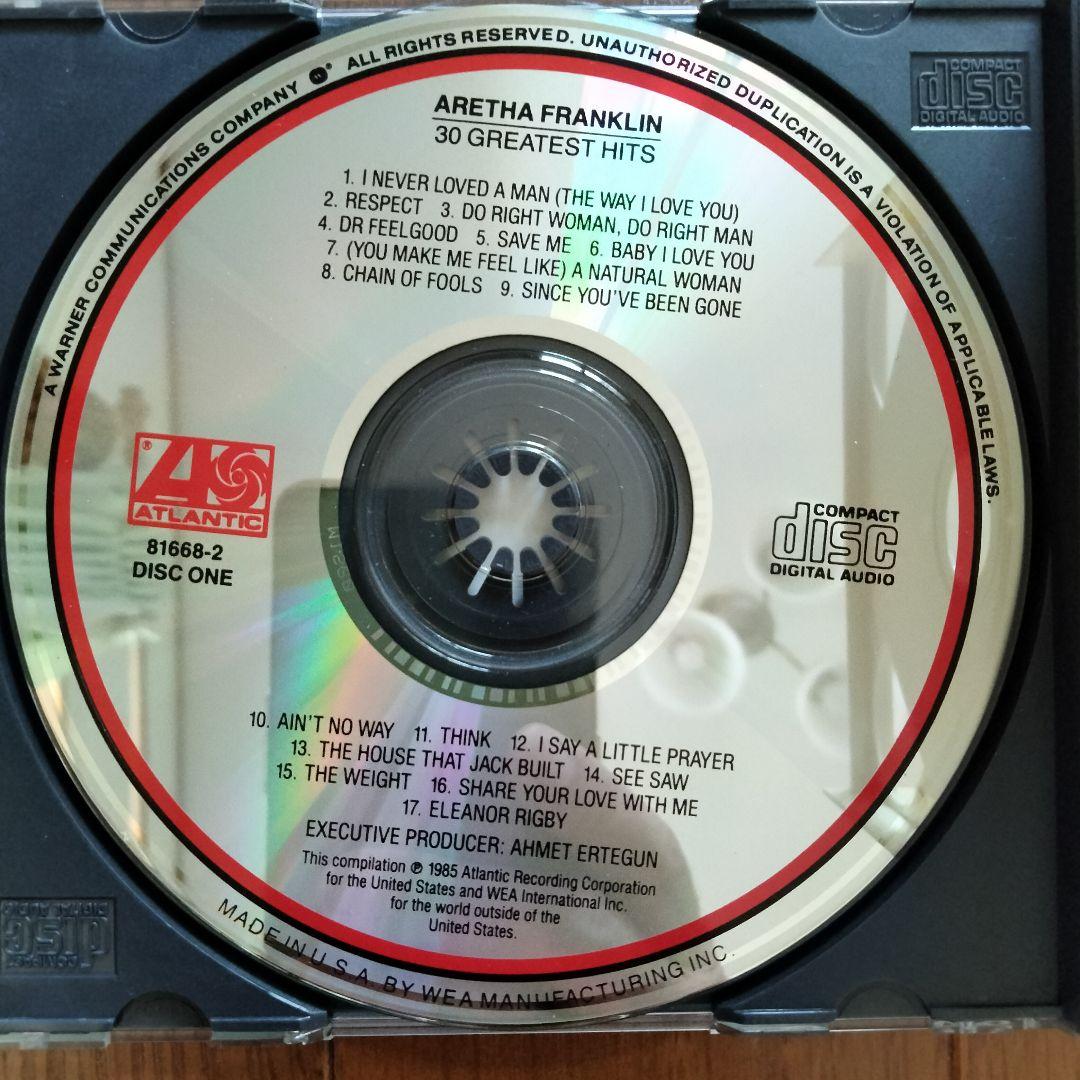 A WARNER COMMUNICATIONS COMPANY ® ALL RIGHTS RESERVED. UNAUTHORIZED DUPLICATION IS A VIOLATION OF APPLICABLE LAWS.
COMPACT
disc
DIGITAL AUDIO
ARETHA FRANKLIN
30 GREATEST HITS
1. I NEVER LOVED A MAN (THE WAY I LOVE YOU)
2. RESPECT 3. DO RIGHT WOMAN, DO RIGHT MAN
4. DR FEELGOOD 5. SAVE ME 6. BABY I LOVE YOU
7. (YOU MAKE ME FEEL LIKE) A NATURAL WOMAN
8. CHAIN OF FOOLS 9. SINCE YOU'VE BEEN GONE
®
A
ATLANTIC
81668-2
DISC ONE
COMPACT
disc
DIGITAL AUDIO
10. AIN'T NO WAY 11. THINK 12. I SAY A LITTLE PRAYER
13. THE HOUSE THAT JACK BUILT 14. SEE SAW
15. THE WEIGHT 16. SHARE YOUR LOVE WITH ME
17. ELEANOR RIGBY
EXECUTIVE PRODUCER: AHMET ERTEGUN
This compilation ℗ 1985 Atlantic Recording Corporation
for the United States and WEA International Inc.
for the world outside of the
United States.
MADE IN U.S.A. BY WEA MANUFACTURING INC.
COMPACT
disc
DIGITAL AUDIO